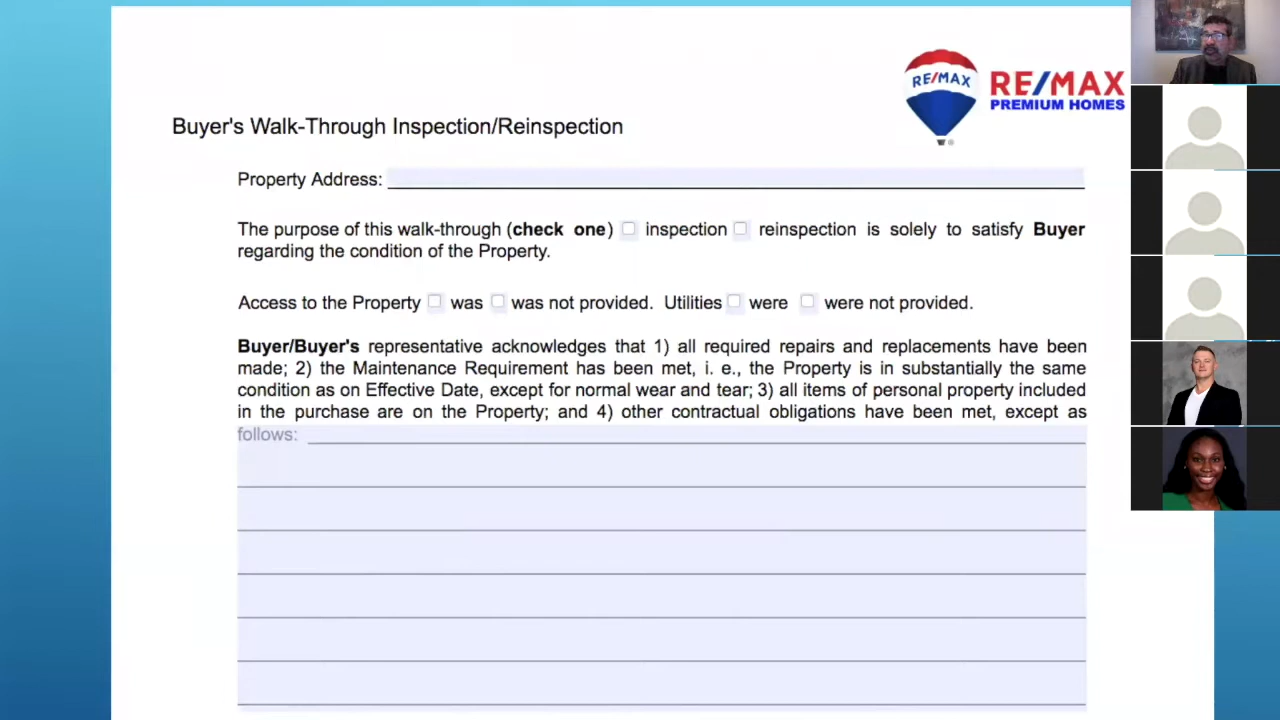 RE/MAX
RE/MAX
PREMIUM HOMES
Buyer's Walk-Through Inspection/Reinspection
Property Address:
The purpose of this walk-through (check one) inspection reinspection is solely to satisfy Buyer
regarding the condition of the Property.
Access to the Property was was not provided. Utilities were were not provided.
Buyer/Buyer's representative acknowledges that 1) all required repairs and replacements have been
made; 2) the Maintenance Requirement has been met, i. e., the Property is in substantially the same
condition as on Effective Date, except for normal wear and tear; 3) all items of personal property included
in the purchase are on the Property; and 4) other contractual obligations have been met, except as
follows: